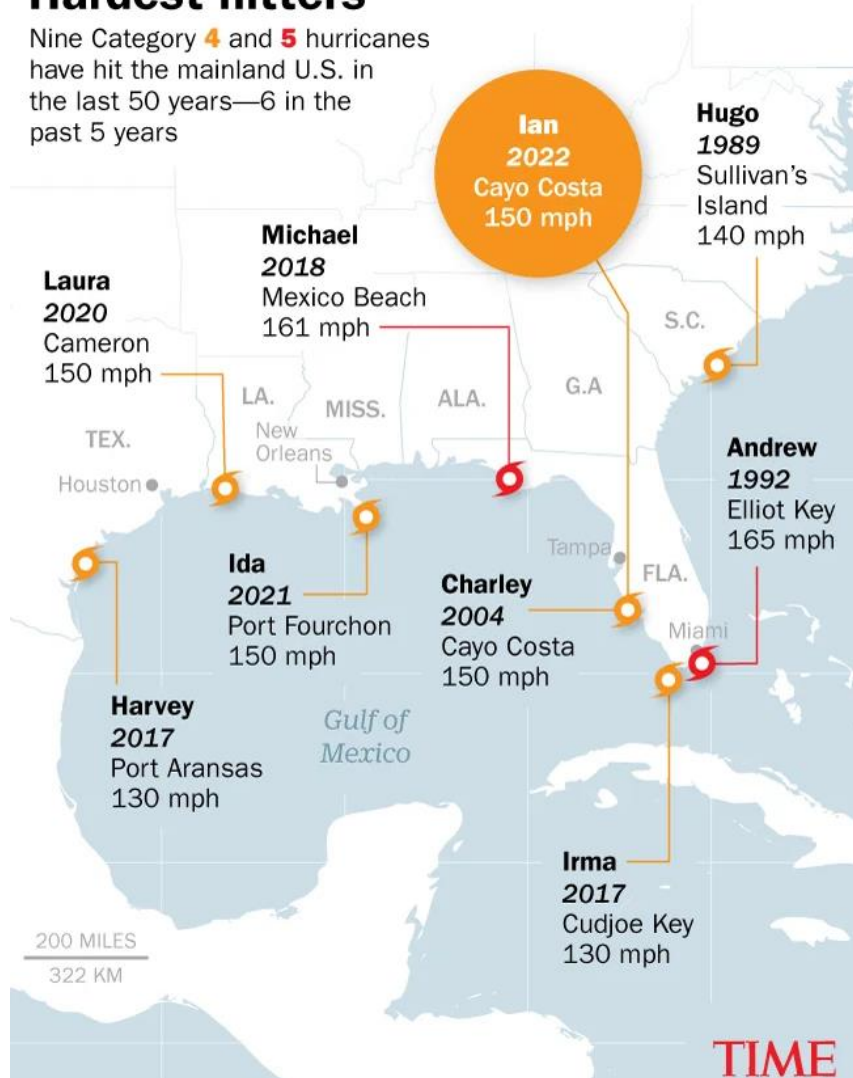 Hardest hitters
Nine Category 4 and 5 hurricanes
have hit the mainland U.S. in
the last 50 years—6 in the
past 5 years
Ian
2022
Cayo Costa
150 mph
Hugo
1989
Sullivan's
Island
140 mph
Michael
2018
Mexico Beach
161 mph
Laura
2020
Cameron
150 mph
S.C.
G.A
ALA.
MISS.
LA.
TEX.
New
Orleans
Houston
Andrew
1992
Elliot Key
165 mph
Tampa
FLA.
Miami
Ida
2021
Port Fourchon
150 mph
Charley
2004
Cayo Costa
150 mph
Harvey
2017
Port Aransas
130 mph
Gulf of
Mexico
Irma
2017
Cudjoe Key
130 mph
200 MILES
322 KM
TIME